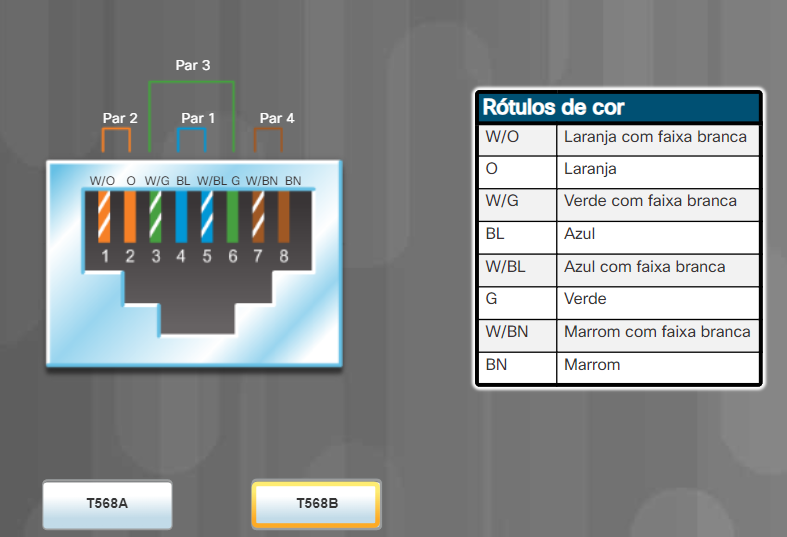 Par 3
Par 2 Par 1 Par 4
W/O O W/G BL W/BL G W/BN BN
1 2 3 4 5 6 7 8
Rótulos de cor
W/O Laranja com faixa branca
O Laranja
W/G Verde com faixa branca
BL Azul
W/BL Azul com faixa branca
G Verde
W/BN Marrom com faixa branca
BN Marrom
T568A T568B